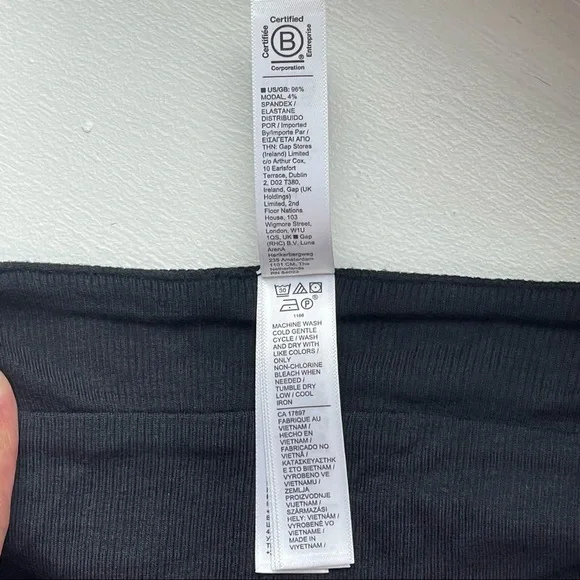 Certified
Certifiée
B
®
Entreprise
Corporation
US/GB: 96%
MODAL, 4%
SPANDEX /
ELASTANE
DISTRIBUIDO
POR / Imported
By/Importe Par /
ΕΙΣΑΓΕΤΑΙ ΑΠΟ
ΤΗΝ: Gap Stores
(Ireland) Limited
c/o Arthur Cox,
10 Earlsfort
Terrace, Dublin
2, D02 T380,
Ireland, Gap (UK
Holdings)
Limited, 2nd
Floor Nations
House, 103
Wigmore Street,
London, W1U
1QS, UK Gap
(RHC) B.V, Luna
ArenA
Herikerbergweg
238 Amsterdam
1101 CM, The
Netherlands
30
P
1198
MACHINE WASH
COLD GENTLE
CYCLE / WASH
AND DRY WITH
LIKE COLORS /
ONLY
NON-CHLORINE
BLEACH WHEN
NEEDED /
TUMBLE DRY
LOW / COOL
IRON
CA 17897
FABRIQUE AU
VIETNAM /
HECHO EN
VIETNAM /
FABRICADO NO
VIETNÃ /
ΚΑΤΑΣΚΕΥΑΣΤΗΚ
Ε ΣΤΟ ΒΙΕΤΝΑΜ /
VYROBENO VE
VIETNAMU /
ZEMLJA
PROIZVODNJE
VIJETNAM /
SZÁRMAZÁSI
HELY: VIETNÁM /
VYROBENÉ VO
VIETNAME /
MADE IN
VIYETNAM /